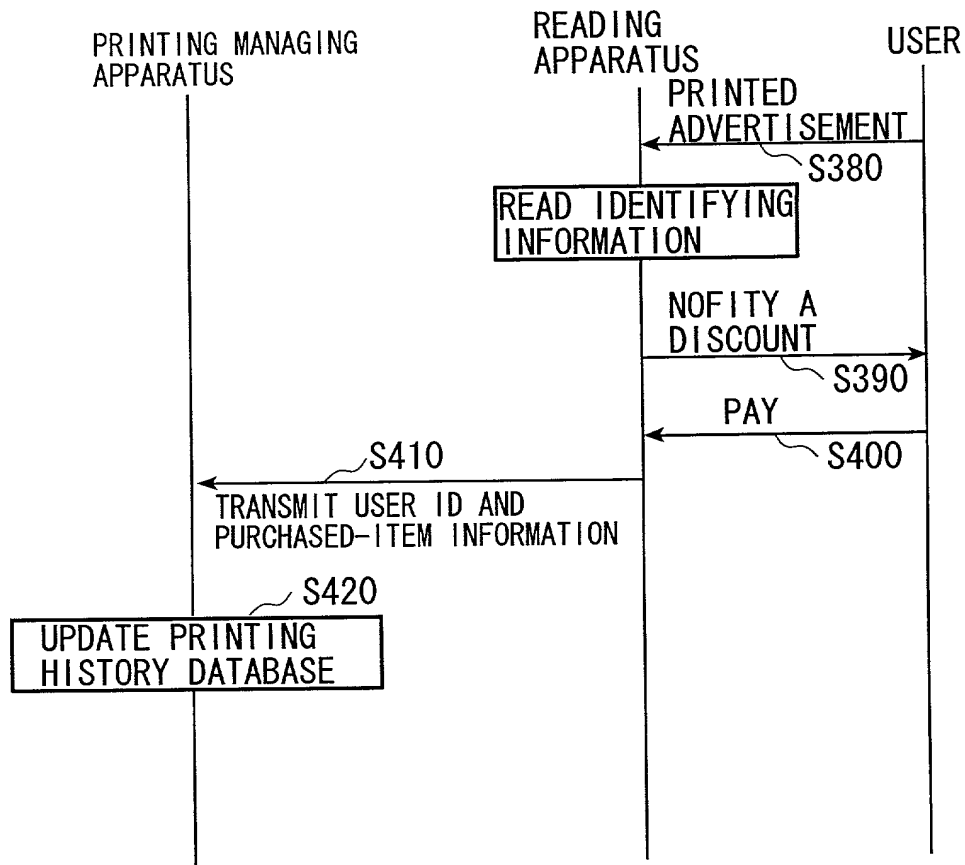 PRINTING MANAGING
APPARATUS
READING
APPARATUS
USER
PRINTED
ADVERTISEMENT
S380
READ IDENTIFYING
INFORMATION
NOFITY A
DISCOUNT
S390
PAY
S400
S410
TRANSMIT USER ID AND
PURCHASED-ITEM INFORMATION
S420
UPDATE PRINTING
HISTORY DATABASE